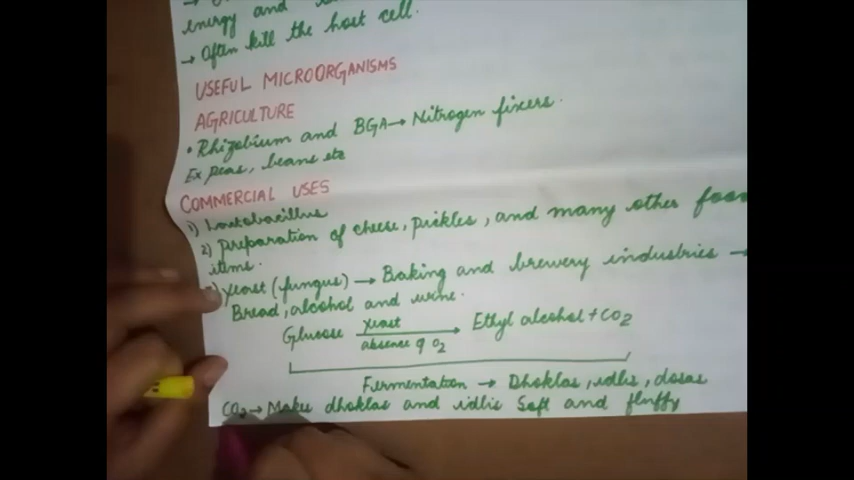 energy and
→ Often kill the host cell.
USEFUL MICROORGANISMS
AGRICULTURE
• Rhizobium and BGA → Nitrogen fixers.
Ex peas, beans etc
COMMERCIAL USES
1) Lactobacillus
2) Preparation of cheese, pickles, and many other food
items.
Yeast (fungus) → Baking and brewery industries →
Bread, alcohol and wine.
Glucose Yeast → Ethyl alcohol + CO2
absence of O2
Fermentation → Dhoklas, idlis, dosas
CO2 → Makes dhoklas and idlis Soft and fluffy